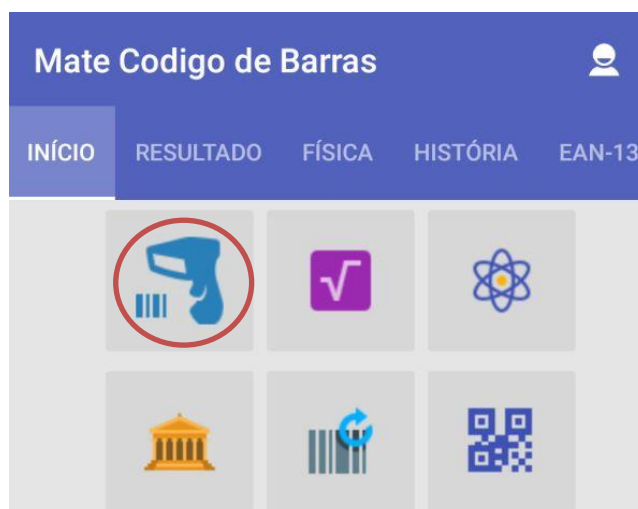 Mate Codigo de Barras
INÍCIO RESULTADO FÍSICA HISTÓRIA EAN-13